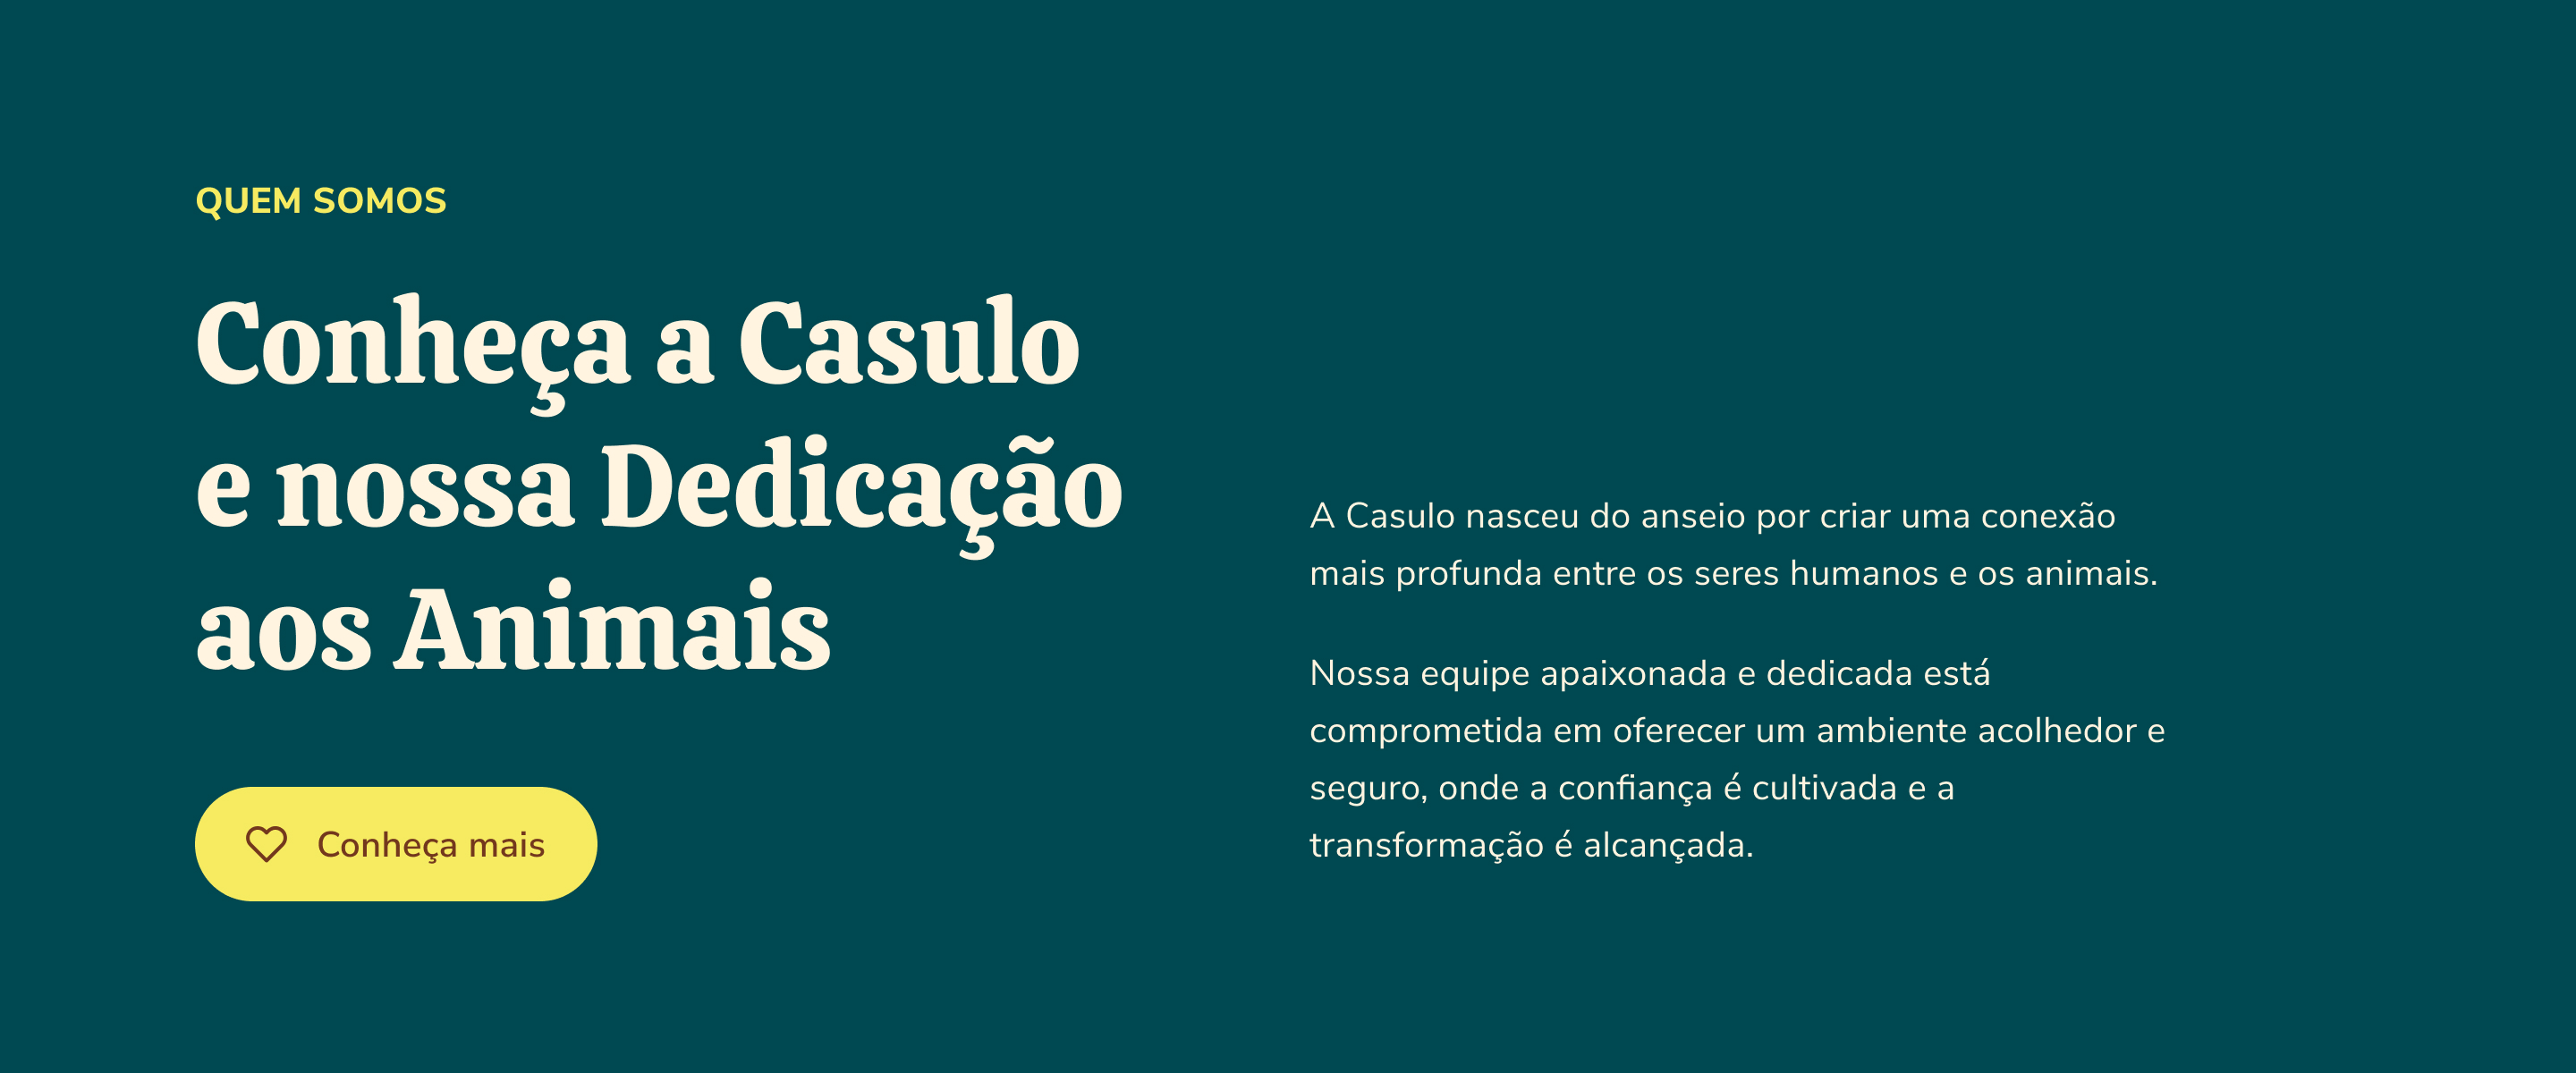 QUEM SOMOS
Conheça a Casulo
e nossa Dedicação
aos Animais
Conheça mais
A Casulo nasceu do anseio por criar uma conexão
mais profunda entre os seres humanos e os animais.
Nossa equipe apaixonada e dedicada está
comprometida em oferecer um ambiente acolhedor e
seguro, onde a confiança é cultivada e a
transformação é alcançada.